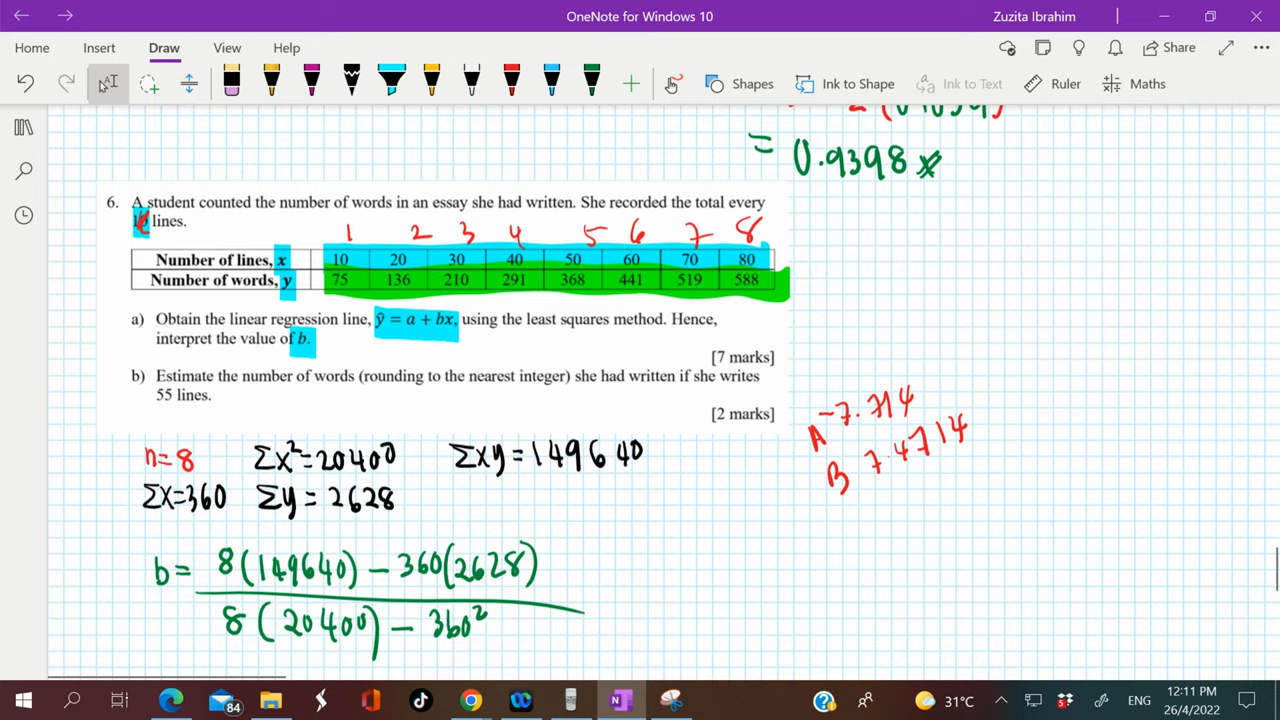 OneNote for Windows 10
Zuzita Ibrahim
Home Insert Draw View Help
Share
Shapes Ink to Shape Ink to Text Ruler Maths
= 0.9398
6. A student counted the number of words in an essay she had written. She recorded the total every
lines.
1 2 3 4 5 6 7 8
Number of lines, x 10 20 30 40 50 60 70 80
Number of words, y 75 136 210 291 368 441 519 588
a) Obtain the linear regression line, ŷ = a + bx, using the least squares method. Hence,
interpret the value of b.
[7 marks]
b) Estimate the number of words (rounding to the nearest integer) she had written if she writes
55 lines.
[2 marks]
A -7.714
B 7.4714
n=8 Σx²=20400 Σxy=149640
Σx=360 Σy=2628
b= 8(149640) - 360(2628)
8(20400) - 360²
84
31°C
ENG
12:11 PM
26/4/2022